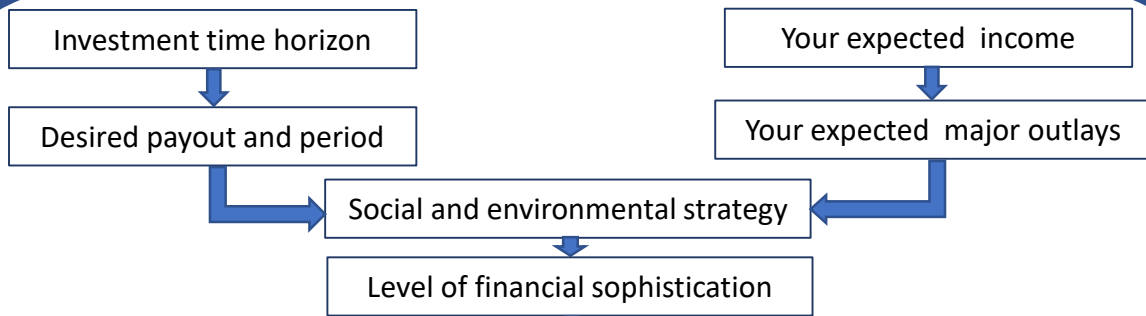 Investment time horizon
Your expected income
Desired payout and period
Your expected major outlays
Social and environmental strategy
Level of financial sophistication